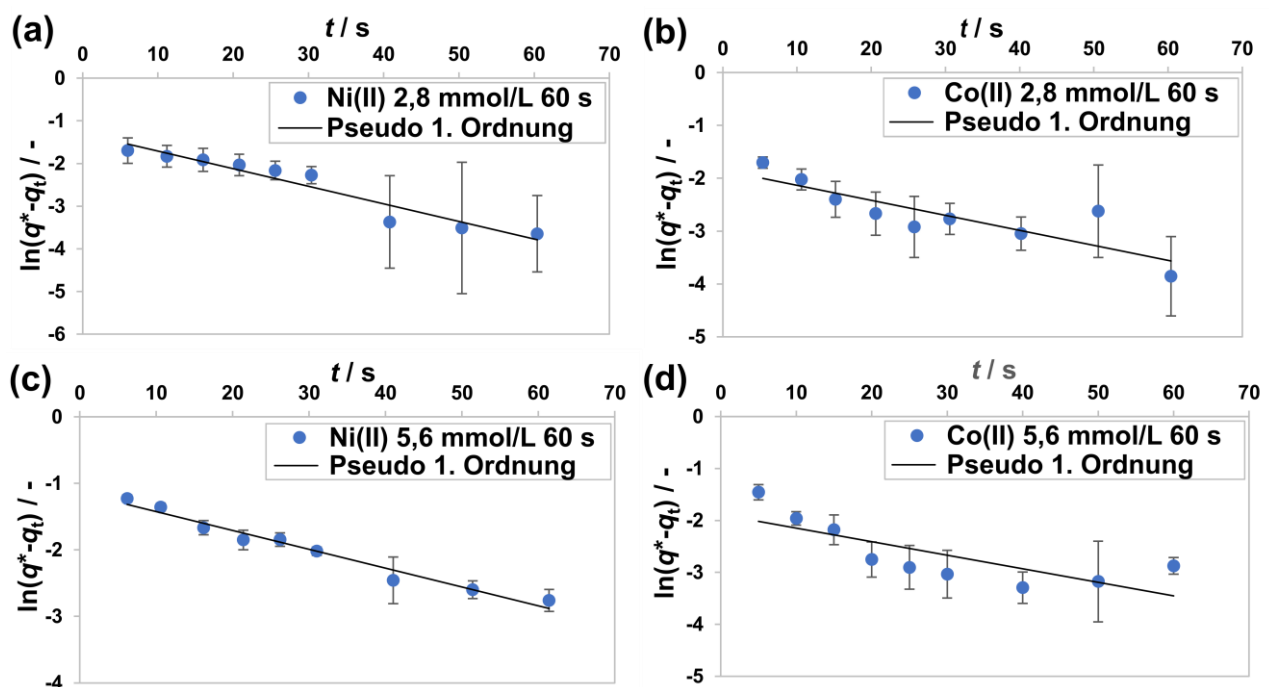 (a)
t / s
0 10 20 30 40 50 60 70
Ni(II) 2,8 mmol/L 60 s
Pseudo 1. Ordnung
ln(q*-qt) / -
0
-1
-2
-3
-4
-5
-6
(b)
t / s
0 10 20 30 40 50 60 70
Co(II) 2,8 mmol/L 60 s
Pseudo 1. Ordnung
ln(q*-qt) / -
0
-1
-2
-3
-4
-5
(c)
t / s
0 10 20 30 40 50 60 70
Ni(II) 5,6 mmol/L 60 s
Pseudo 1. Ordnung
ln(q*-qt) / -
0
-1
-2
-3
-4
(d)
t / s
0 10 20 30 40 50 60 70
Co(II) 5,6 mmol/L 60 s
Pseudo 1. Ordnung
ln(q*-qt) / -
0
-1
-2
-3
-4
-5